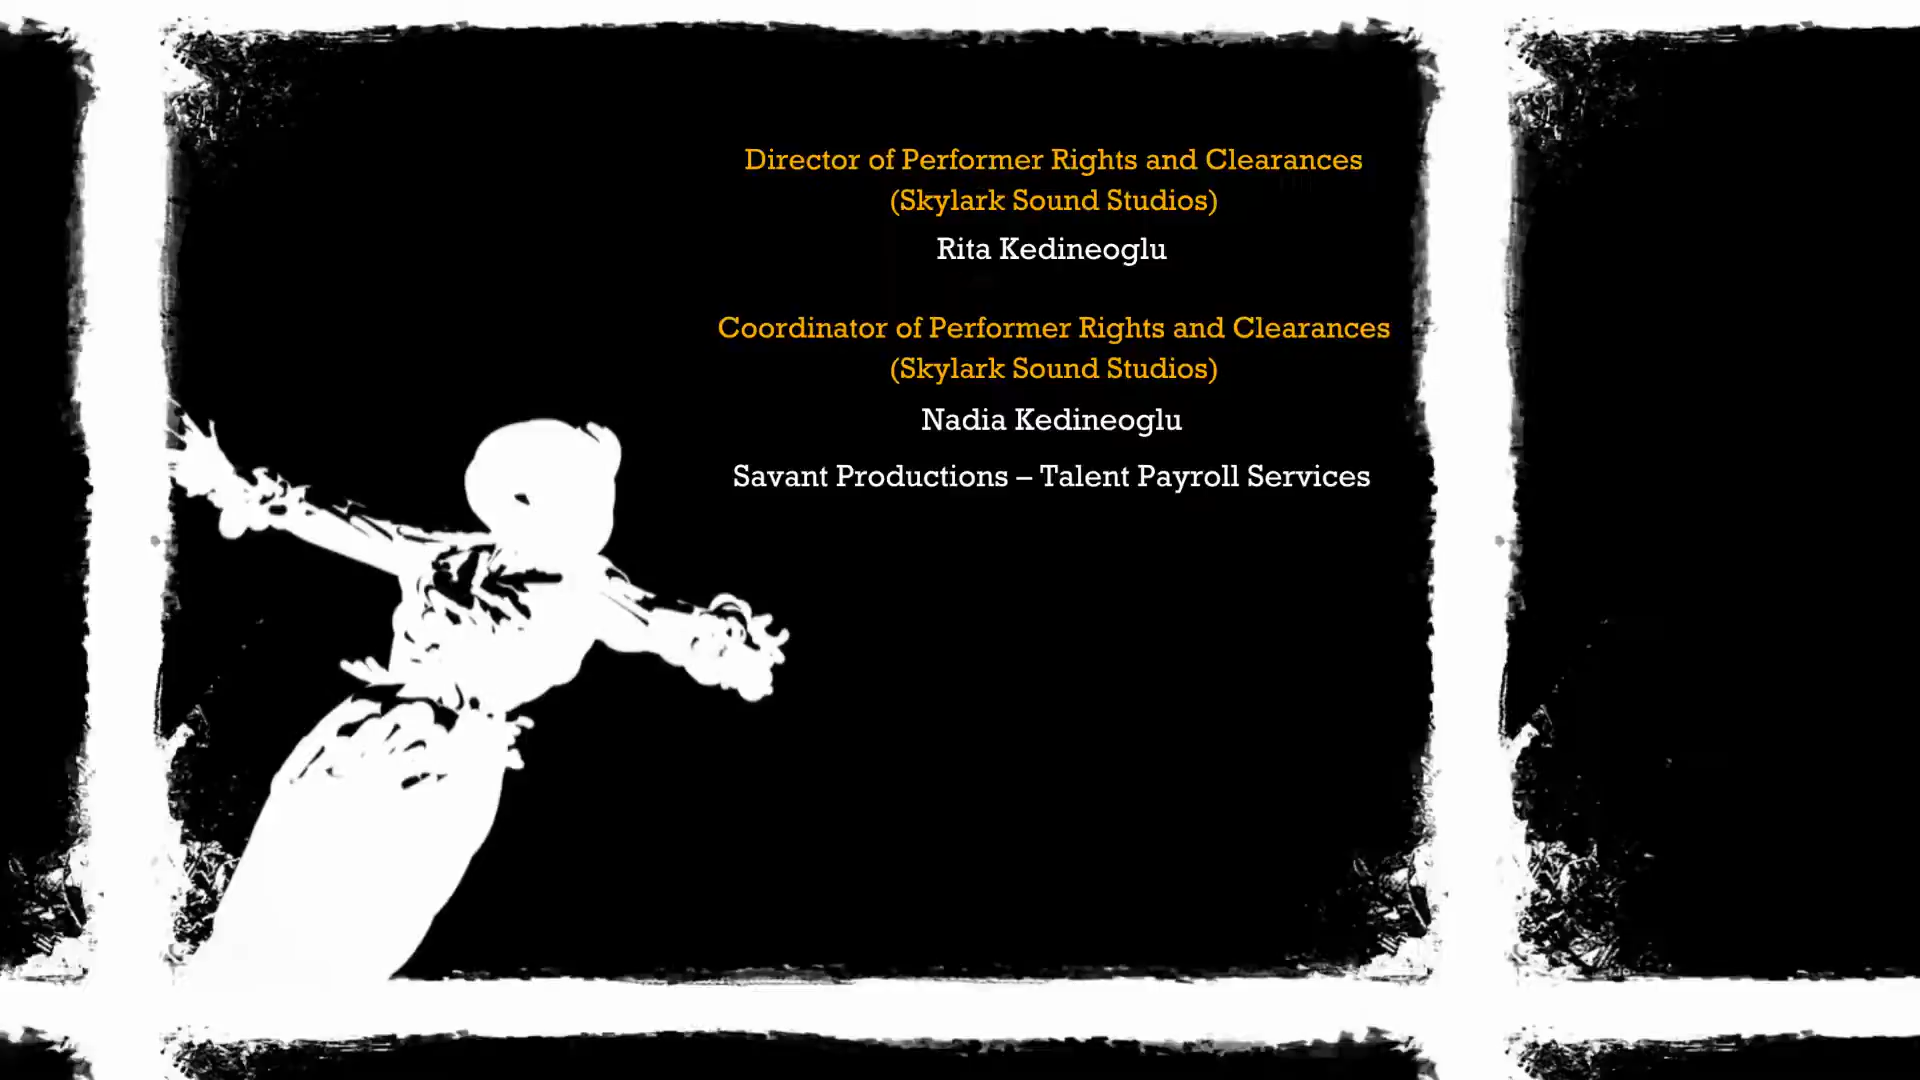 Director of Performer Rights and Clearances
(Skylark Sound Studios)
Rita Kedineoglu
Coordinator of Performer Rights and Clearances
(Skylark Sound Studios)
Nadia Kedineoglu
Savant Productions – Talent Payroll Services